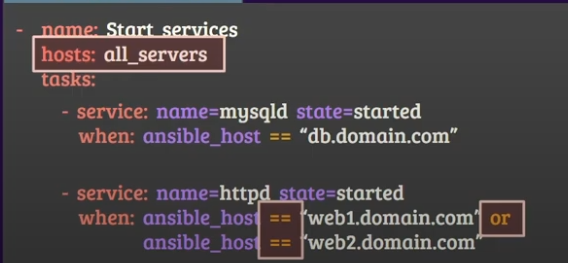 - name: Start services
hosts: all_servers
tasks:
- service: name=mysqld state=started
when: ansible_host == “db.domain.com”
- service: name=httpd state=started
when: ansible_host == “web1.domain.com” or
ansible_host == “web2.domain.com”